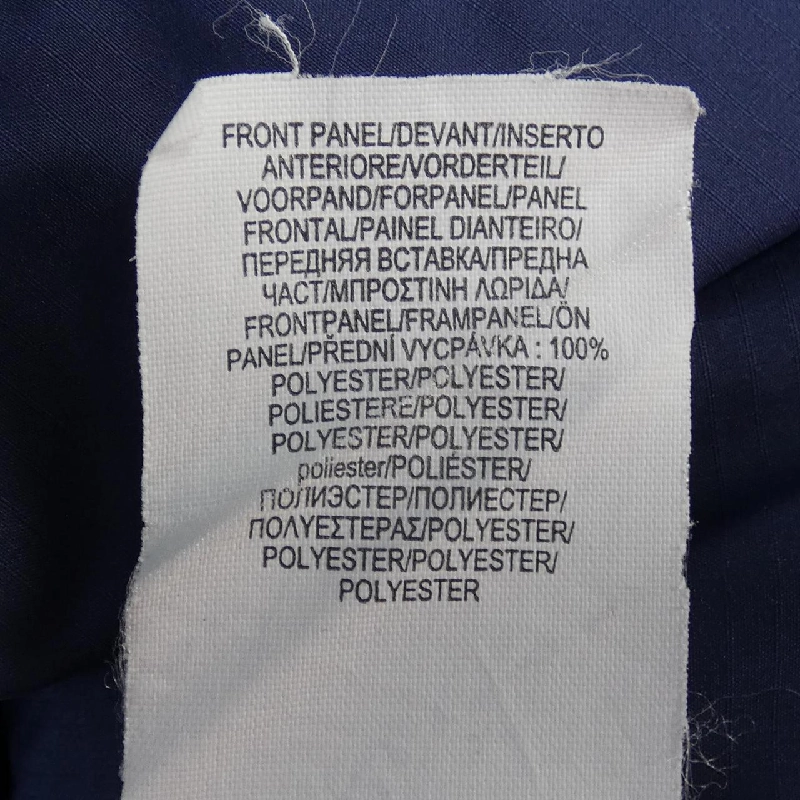 FRONT PANEL/DEVANT/INSERTO
ANTERIORE/VORDERTEIL/
VOORPAND/FORPANEL/PANEL
FRONTAL/PAINEL DIANTEIRO/
ПЕРЕДНЯЯ ВСТАВКА/ПРЕДНА
ЧАСТ/ΜΠΡΟΣΤΙΝΗ ΛΩΡΙΔΑ/
FRONTPANEL/FRAMPANEL/ÖN
PANEL/PŘEDNÍ VYCPÁVKA : 100%
POLYESTER/POLYESTER/
POLIESTERE/POLYESTER/
POLYESTER/POLYESTER/
poliester/POLIÉSTER/
ПОЛИЭСТЕР/ПОЛИЕСТЕР/
ΠΟΛΥΕΣΤΕΡΑΣ/POLYESTER/
POLYESTER/POLYESTER/
POLYESTER